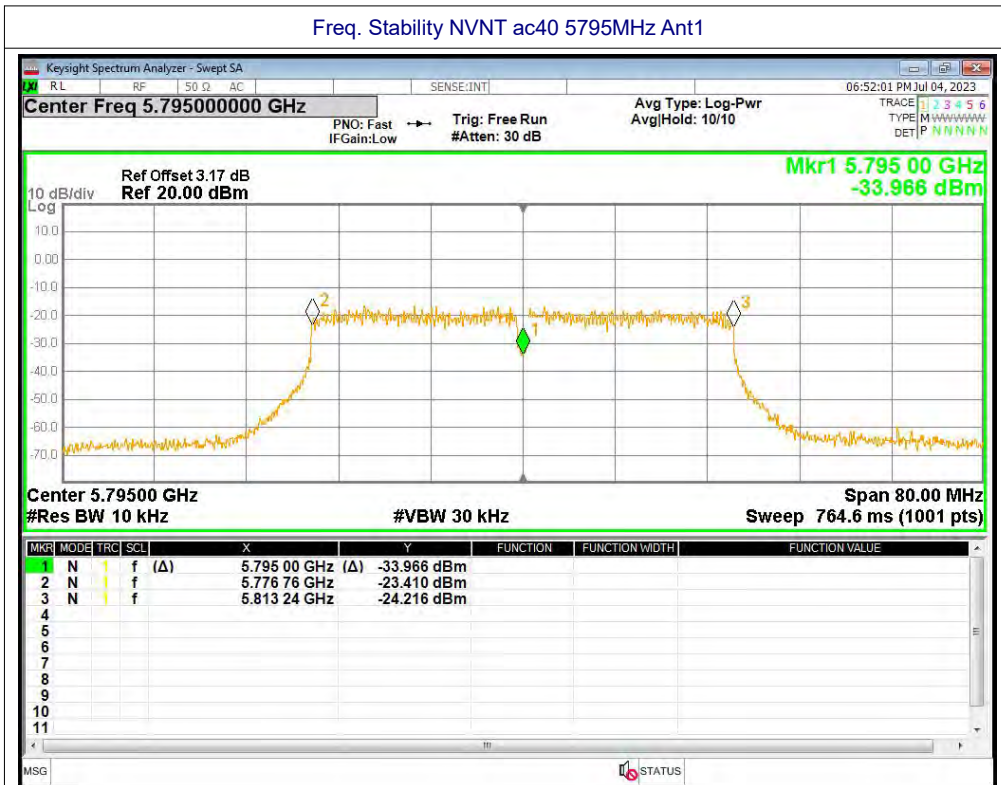 Freq. Stability NVNT ac40 5795MHz Ant1
Keysight Spectrum Analyzer - Swept SA
RL RF 50 Ω AC SENSE:INT 06:52:01 PM Jul 04, 2023
Center Freq 5.795000000 GHz
PNO: Fast
IFGain:Low
Trig: Free Run
#Atten: 30 dB
Avg Type: Log-Pwr
Avg|Hold: 10/10
TRACE 1 2 3 4 5 6
TYPE M WWWWW
DET P N N N N N
Mkr1 5.795 00 GHz
-33.966 dBm
Ref Offset 3.17 dB
10 dB/div Ref 20.00 dBm
Log
10.0
0.00
-10.0
-20.0
-30.0
-40.0
-50.0
-60.0
-70.0
2
1
3
Center 5.79500 GHz Span 80.00 MHz
#Res BW 10 kHz #VBW 30 kHz Sweep 764.6 ms (1001 pts)
MKR MODE TRC SCL X Y FUNCTION FUNCTION WIDTH FUNCTION VALUE
1 N 1 f (Δ) 5.795 00 GHz (Δ) -33.966 dBm
2 N 1 f 5.776 76 GHz -23.410 dBm
3 N 1 f 5.813 24 GHz -24.216 dBm
4
5
6
7
8
9
10
11
MSG STATUS